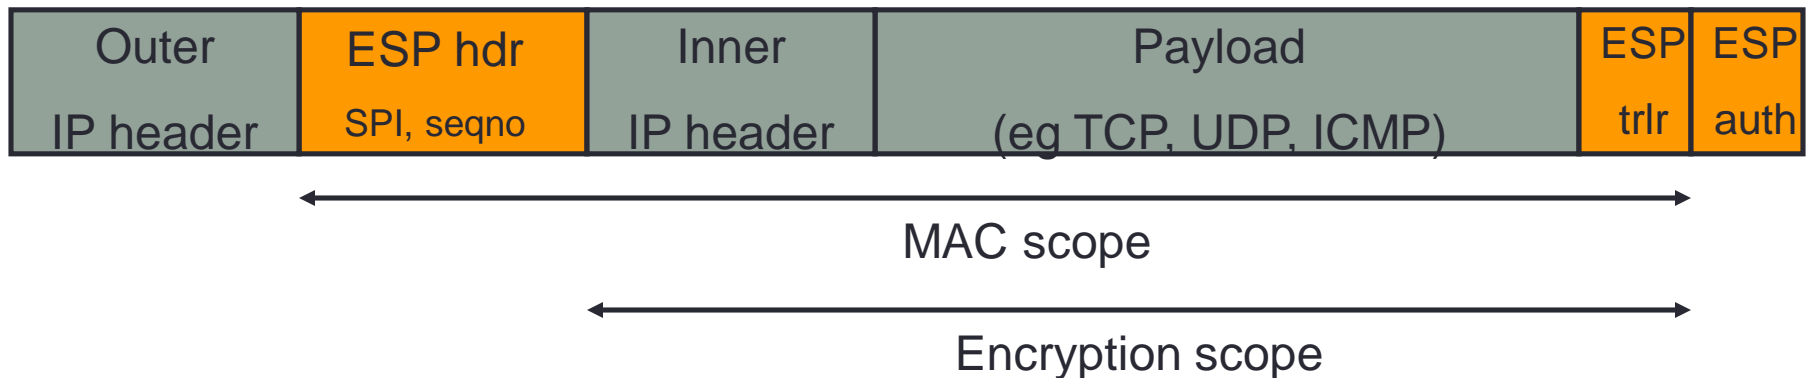 Outer
IP header
ESP hdr
SPI, seqno
Inner
IP header
Payload
(eg TCP, UDP, ICMP)
ESP
trlr
ESP
auth
MAC scope
Encryption scope